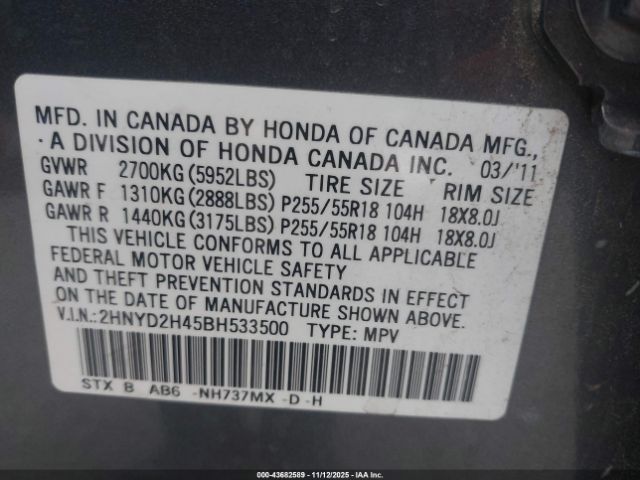 MFD. IN CANADA BY HONDA OF CANADA MFG.,
A DIVISION OF HONDA CANADA INC. 03/'11
GVWR 2700KG(5952LBS) TIRE SIZE RIM SIZE
GAWR F 1310KG(2888LBS) P255/55R18 104H 18X8.0J
GAWR R 1440KG(3175LBS) P255/55R18 104H 18X8.0J
THIS VEHICLE CONFORMS TO ALL APPLICABLE
FEDERAL MOTOR VEHICLE SAFETY
AND THEFT PREVENTION STANDARDS IN EFFECT
ON THE DATE OF MANUFACTURE SHOWN ABOVE.
V.I.N.:2HNYD2H45BH533500 TYPE: MPV
STX B AB6 -NH737MX -D -H
000-43682589 - 11/12/2025 - IAA Inc.